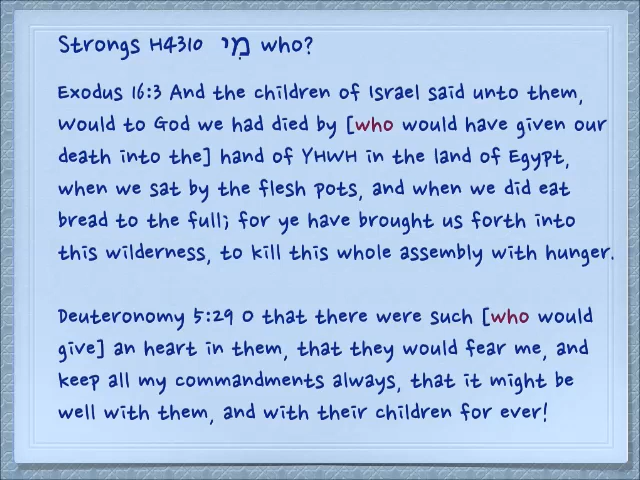 Strongs H4310 מִי who?
Exodus 16:3 And the children of Israel said unto them,
Would to God we had died by [who would have given our
death into the] hand of YHWH in the land of Egypt,
when we sat by the flesh pots, and when we did eat
bread to the full; for ye have brought us forth into
this wilderness, to kill this whole assembly with hunger.
Deuteronomy 5:29 O that there were such [who would
give] an heart in them, that they would fear me, and
keep all my commandments always, that it might be
well with them, and with their children for ever!